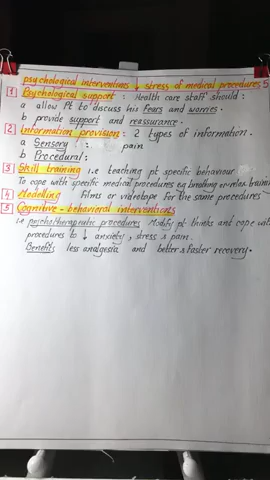 psychological interventions, stress of medical procedures, 5
1 Psychological support : Health care staff should :
a allow Pt to discuss his Fears and worries.
b provide support and reassurance.
2 Information provision : 2 types of information.
a Sensory : pain
b Procedural :
3 Skill training i.e teaching pt specific behaviour
To cope with specific medical procedures eg breathing or relax training
4 Modelling Films or videotape for the same procedures
5 Cognitive-behavioral interventions
i.e psychotherapeutic procedures Modify pt thinks and cope with
procedures to ↓ anxiety, stress & pain.
Benefits less analgesia and better & faster recovery.